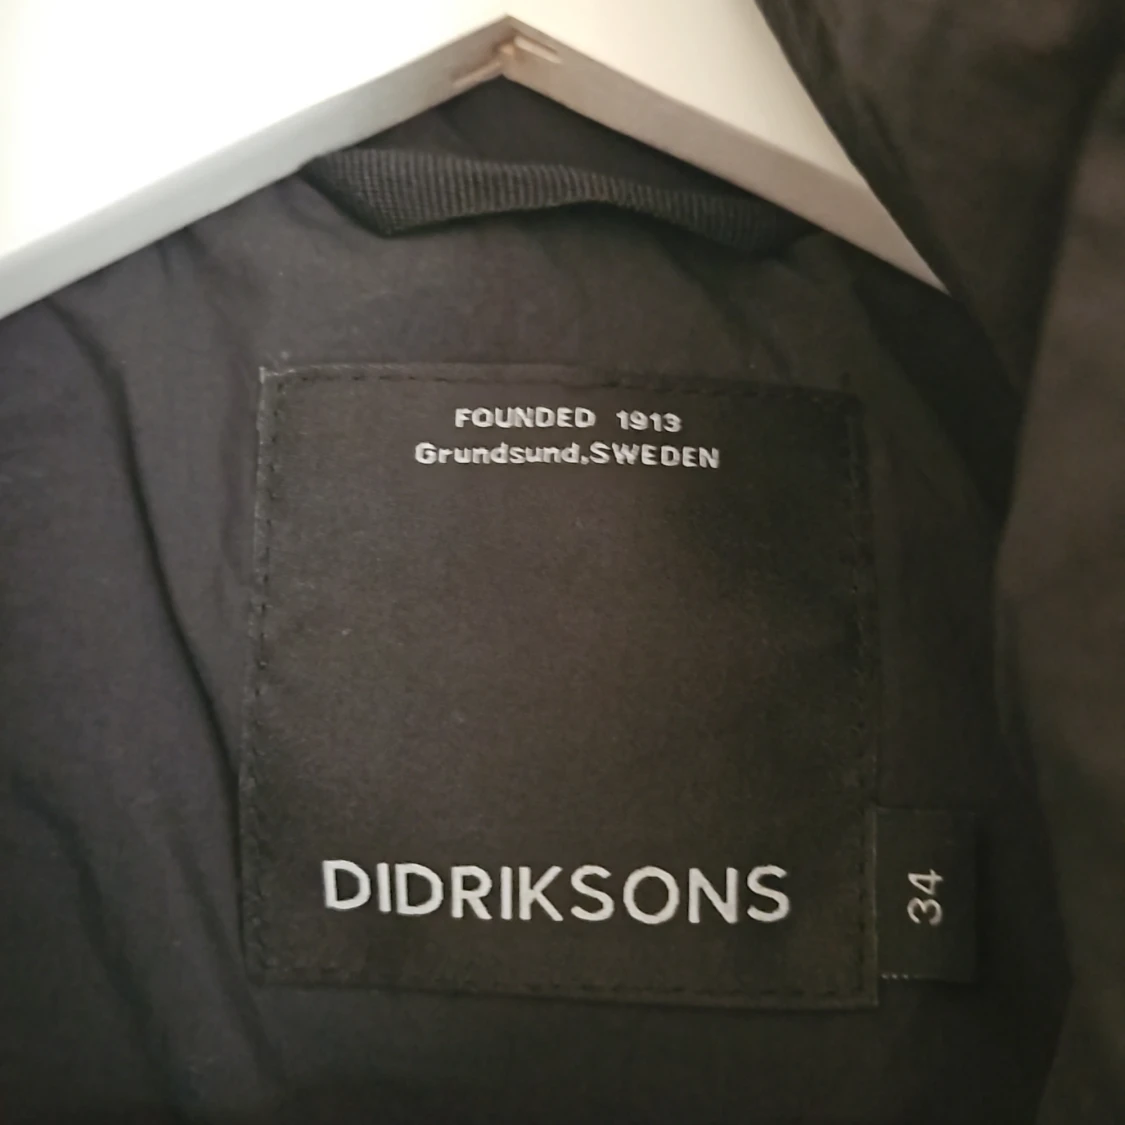 FOUNDED 1913
Grundsund.SWEDEN
DIDRIKSONS
34